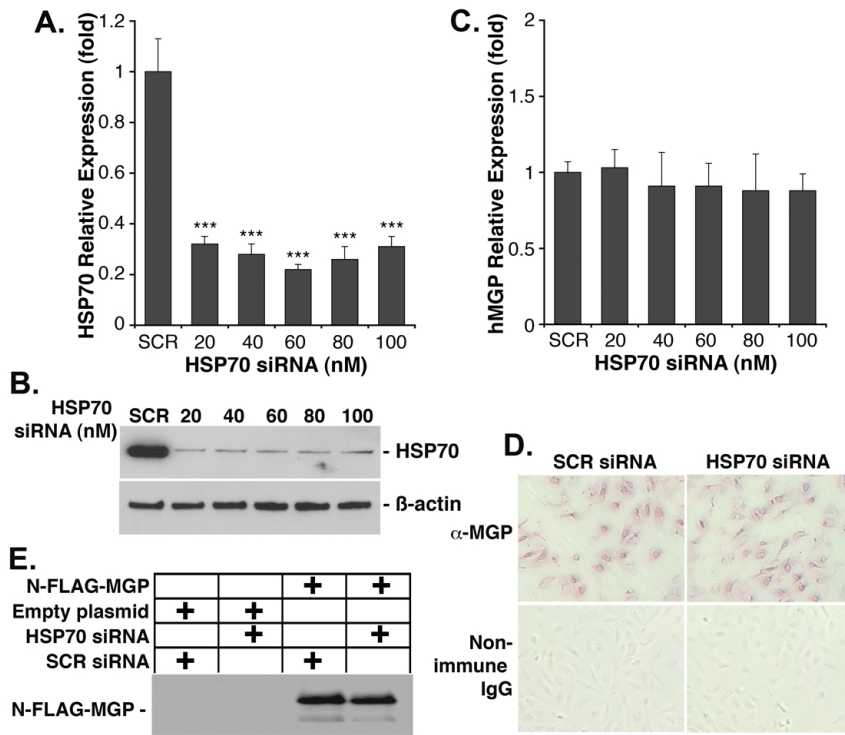 A.
HSP70 Relative Expression (fold)
1.2
1
0.8
0.6
0.4
0.2
0
***
***
***
***
***
SCR 20 40 60 80 100
HSP70 siRNA (nM)
C.
hMGP Relative Expression (fold)
2
1.5
1
0.5
0
SCR 20 40 60 80 100
HSP70 siRNA (nM)
B.
HSP70
siRNA (nM)
SCR 20 40 60 80 100
- HSP70
- ß-actin
D.
SCR siRNA HSP70 siRNA
α-MGP
Non-
immune
IgG
E.
N-FLAG-MGP + +
Empty plasmid + +
HSP70 siRNA + +
SCR siRNA + +
N-FLAG-MGP -